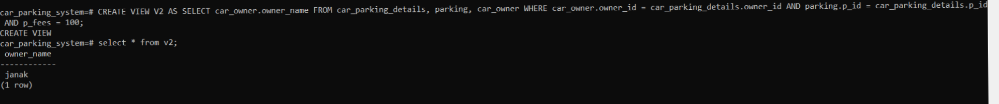 car_parking_system=# CREATE VIEW V2 AS SELECT car_owner.owner_name FROM car_parking_details, parking, car_owner WHERE car_owner.owner_id = car_parking_details.owner_id AND parking.p_id = car_parking_details.p_id
 AND p_fees = 100;
CREATE VIEW
car_parking_system=# select * from v2;
 owner_name
------------
 janak
(1 row)